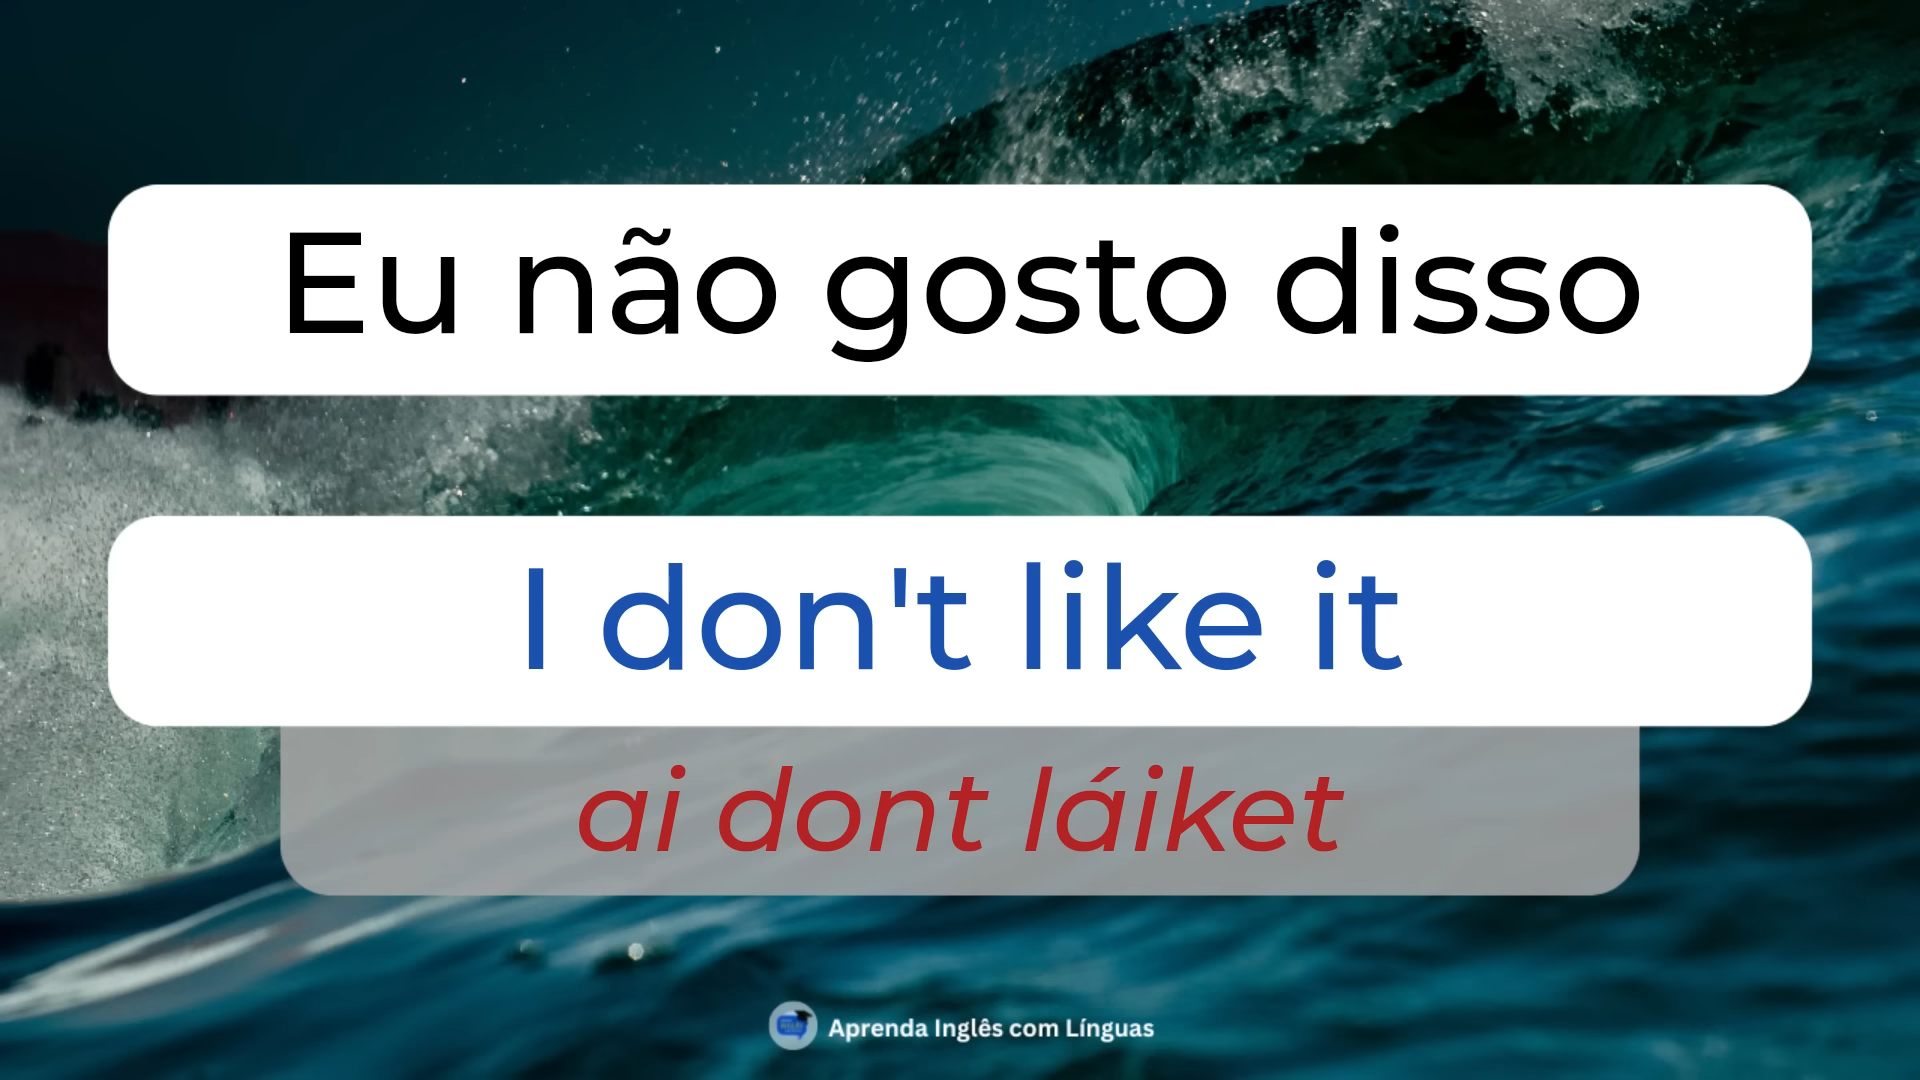 Eu não gosto disso
I don't like it
ai dont láiket
Aprenda Inglês com Línguas